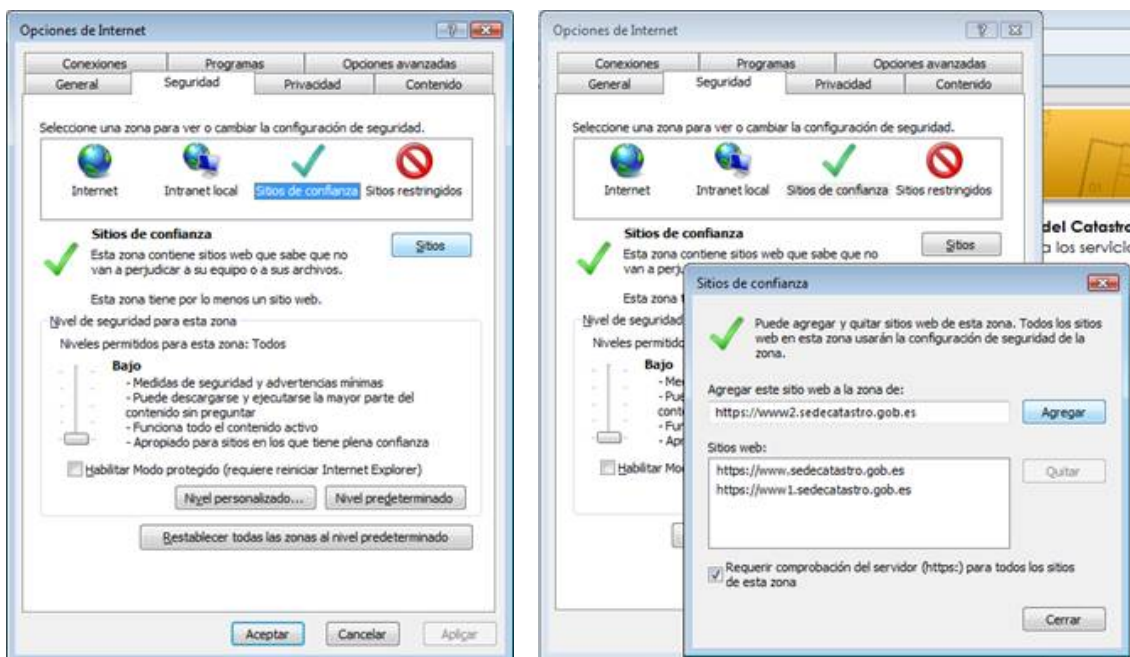 Opciones de Internet
Conexiones Programas Opciones avanzadas
General Seguridad Privacidad Contenido
Seleccione una zona para ver o cambiar la configuración de seguridad.
Internet Intranet local Sitios de confianza Sitios restringidos
Sitios de confianza
Esta zona contiene sitios web que sabe que no
van a perjudicar a su equipo o a sus archivos.
Sitios
Esta zona tiene por lo menos un sitio web.
Nivel de seguridad para esta zona
Niveles permitidos para esta zona: Todos
Bajo
- Medidas de seguridad y advertencias mínimas
- Puede descargarse y ejecutarse la mayor parte del
contenido sin preguntar
- Funciona todo el contenido activo
- Apropiado para sitios en los que tiene plena confianza
Habilitar Modo protegido (requiere reiniciar Internet Explorer)
Nivel personalizado... Nivel predeterminado
Restablecer todas las zonas al nivel predeterminado
Aceptar Cancelar Aplicar
Opciones de Internet
Conexiones Programas Opciones avanzadas
General Seguridad Privacidad Contenido
Seleccione una zona para ver o cambiar la configuración de seguridad.
Internet Intranet local Sitios de confianza Sitios restringidos
Sitios de confianza
Esta zona contiene sitios web que sabe que no
van a perj
Sitios
Esta zona t
Nivel de seguridad
Niveles permitido
Bajo
- Me
- Pue
cont
- Fur
- Apr
Habilitar Mo
del Catastro
a los servicio
01
Sitios de confianza
Puede agregar y quitar sitios web de esta zona. Todos los sitios
web en esta zona usarán la configuración de seguridad de la
zona.
Agregar este sitio web a la zona de:
https://www2.sedecatastro.gob.es Agregar
Sitios web:
https://www.sedecatastro.gob.es Quitar
https://www1.sedecatastro.gob.es
Requerir comprobación del servidor (https:) para todos los sitios
de esta zona
Cerrar